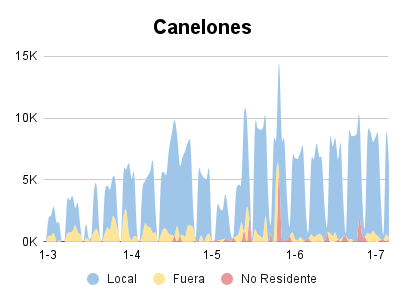 Canelones
15K
10K
5K
0K
1-3 1-4 1-5 1-6 1-7
Local Fuera No Residente